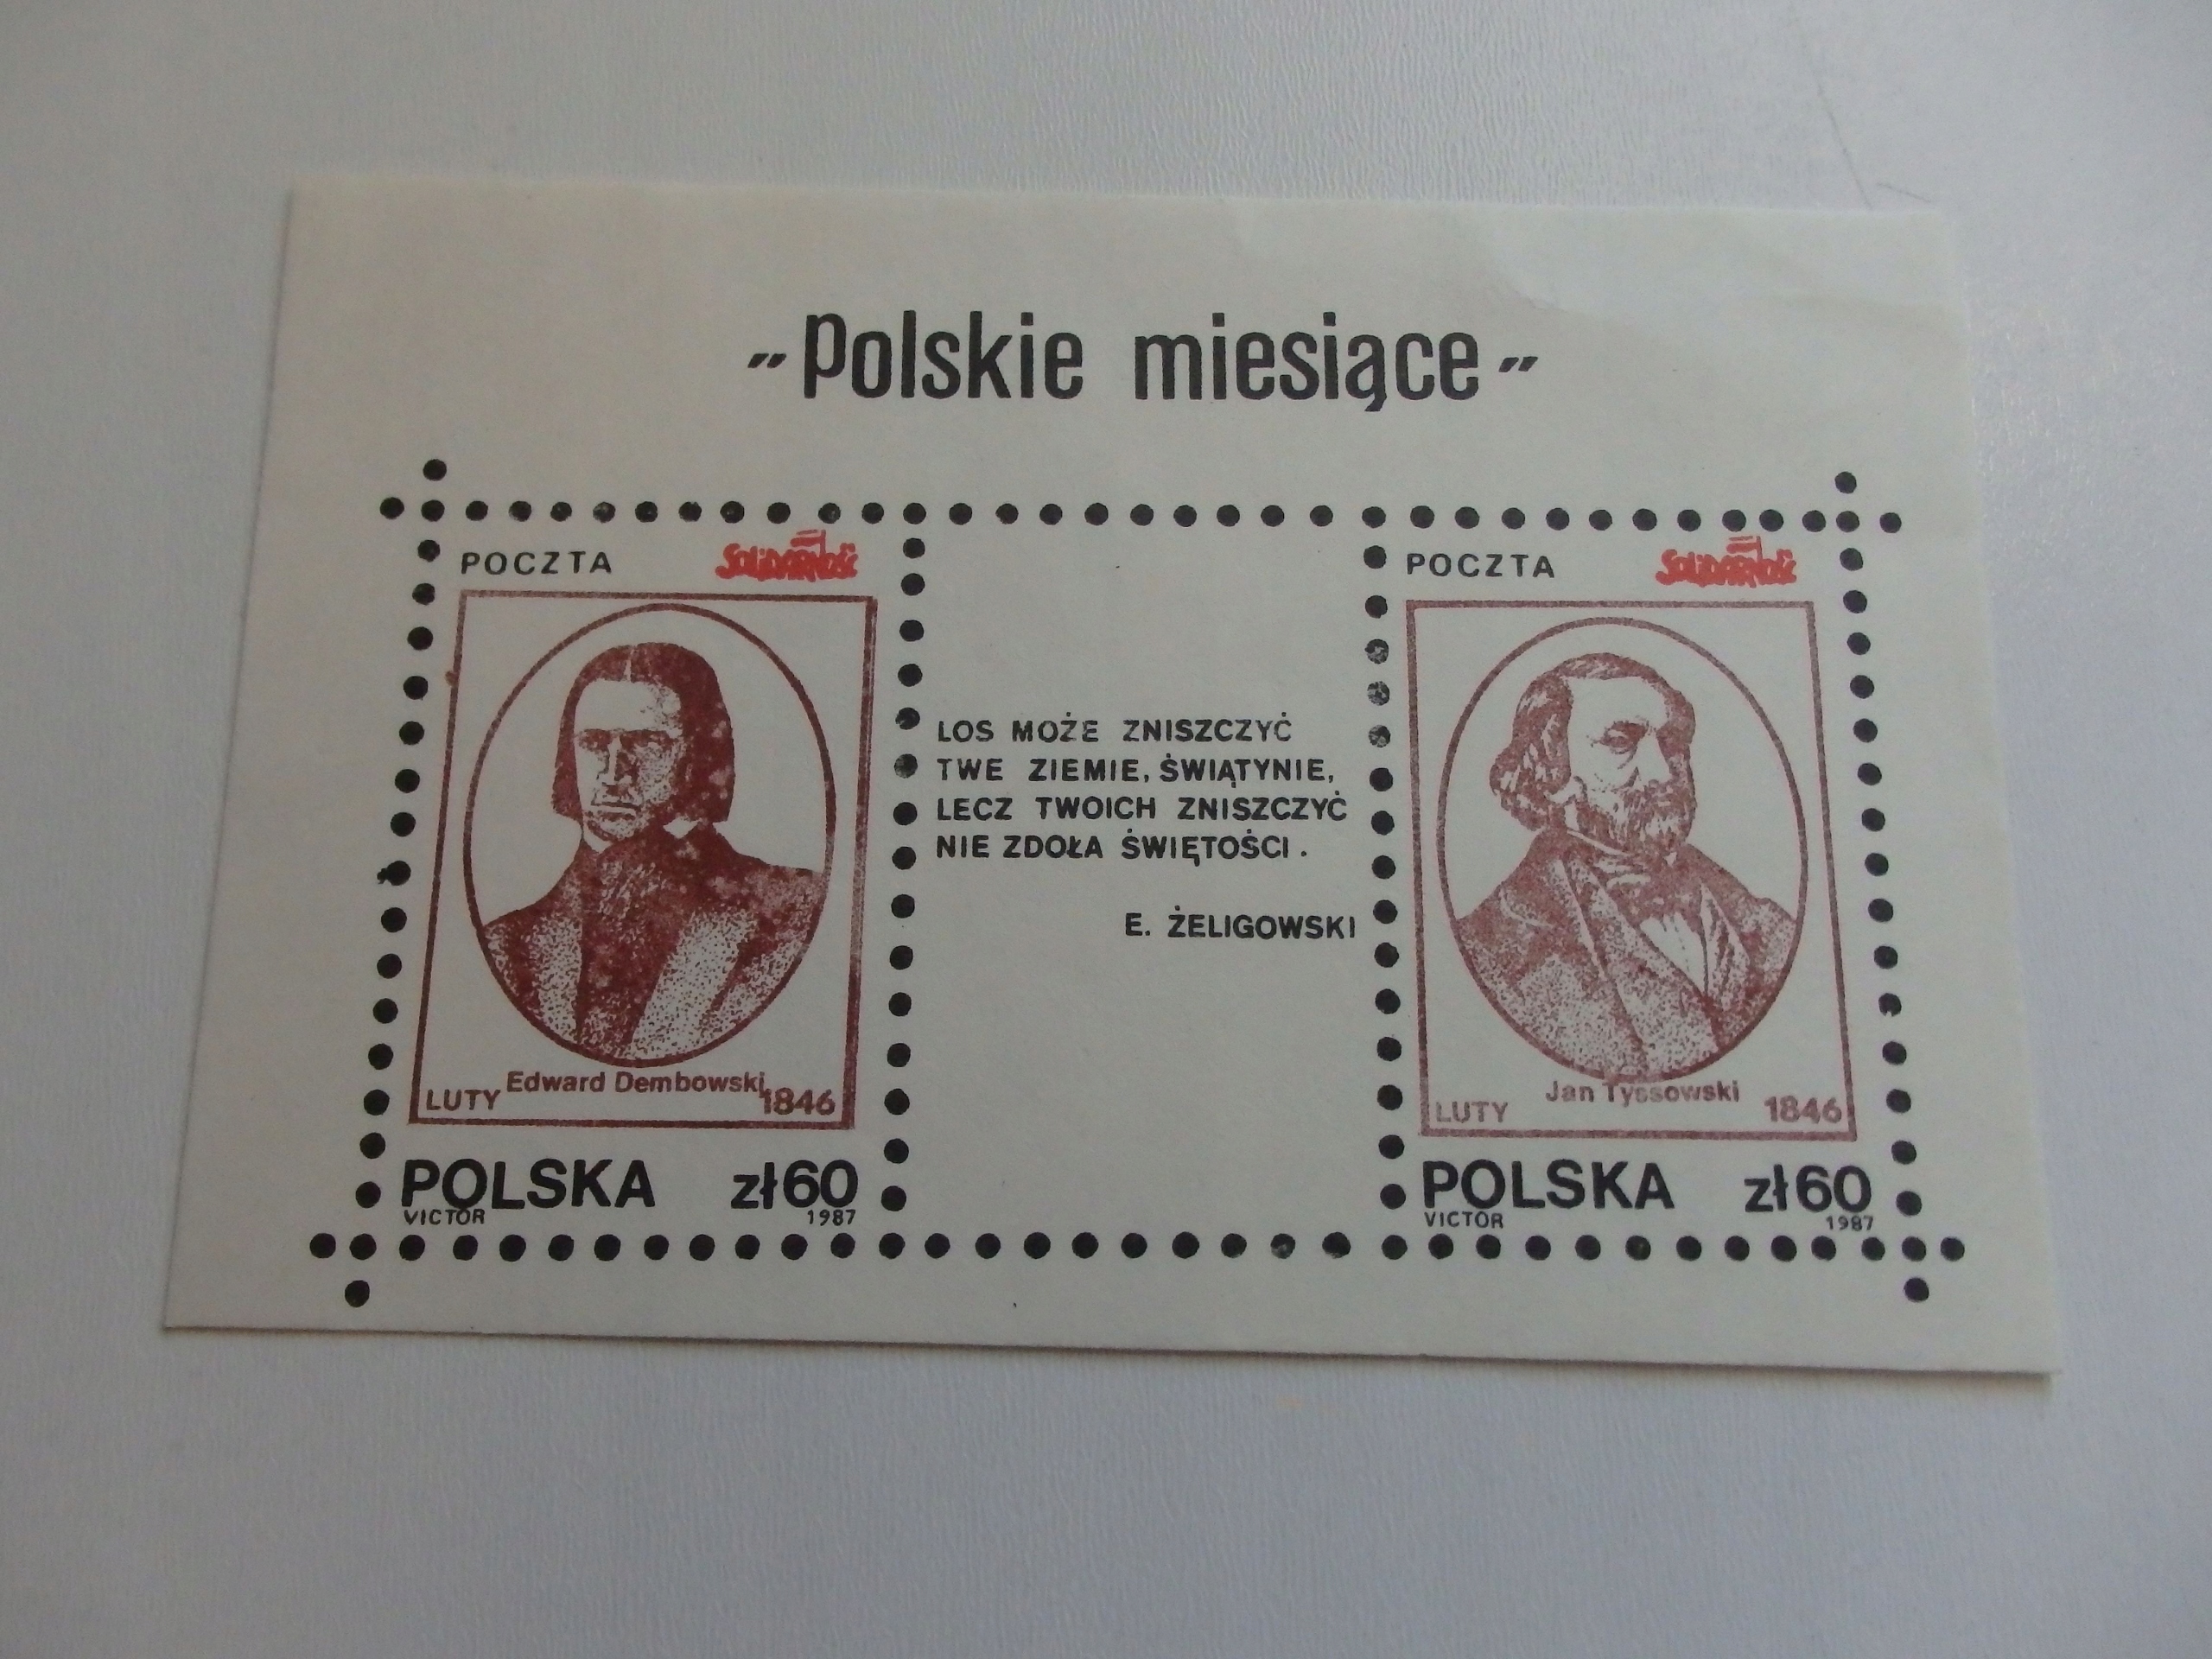 „Polskie miesiące”
POCZTA SOLIDARNOŚĆ
Edward Dembowski
LUTY 1846
POLSKA zł60
VICTOR 1987
LOS MOŻE ZNISZCZYĆ
TWE ZIEMIE, ŚWIĄTYNIE,
LECZ TWOICH ZNISZCZYĆ
NIE ZDOŁA ŚWIĘTOŚCI.
E. ŻELIGOWSKI
POCZTA SOLIDARNOŚĆ
Jan Tyssowski
LUTY 1846
POLSKA zł60
VICTOR 1987